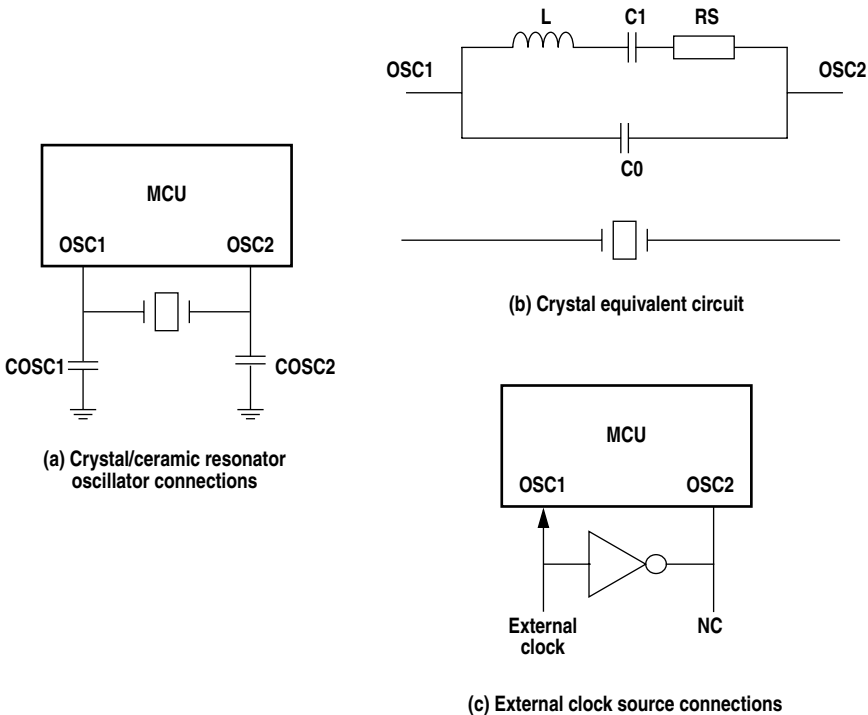 MCU
OSC1 OSC2
COSC1 COSC2
(a) Crystal/ceramic resonator
oscillator connections
L C1 RS
OSC1 OSC2
C0
(b) Crystal equivalent circuit
MCU
OSC1 OSC2
External
clock
NC
(c) External clock source connections